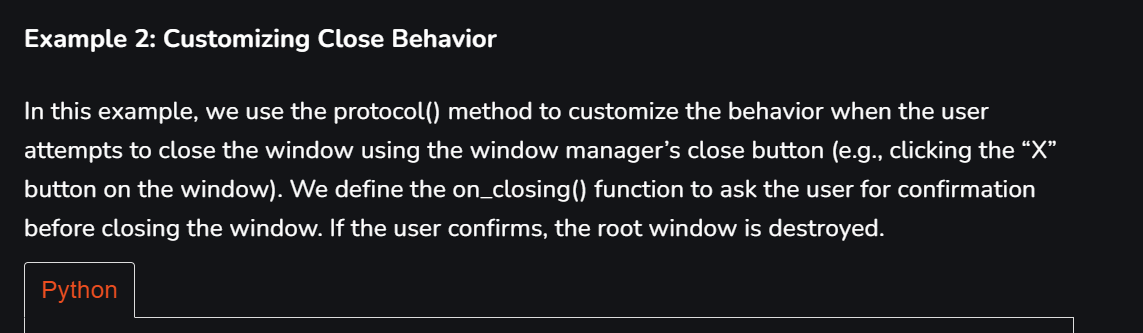 Example 2: Customizing Close Behavior
In this example, we use the protocol() method to customize the behavior when the user
attempts to close the window using the window manager’s close button (e.g., clicking the “X”
button on the window). We define the on_closing() function to ask the user for confirmation
before closing the window. If the user confirms, the root window is destroyed.
Python